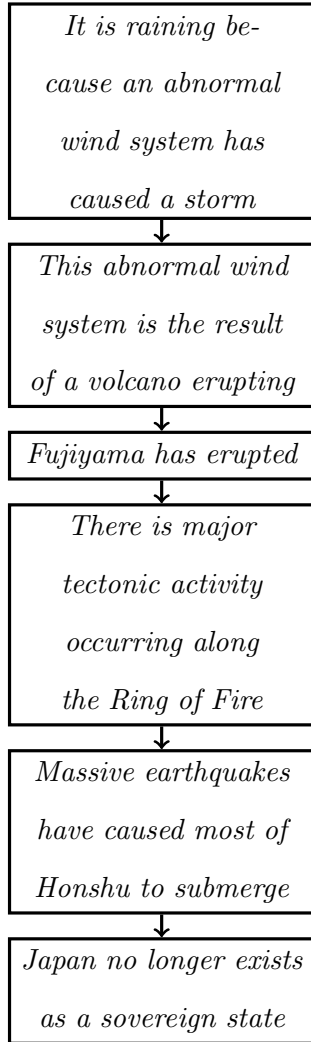 It is raining be-
cause an abnormal
wind system has
caused a storm
This abnormal wind
system is the result
of a volcano erupting
Fujiyama has erupted
There is major
tectonic activity
occurring along
the Ring of Fire
Massive earthquakes
have caused most of
Honshu to submerge
Japan no longer exists
as a sovereign state